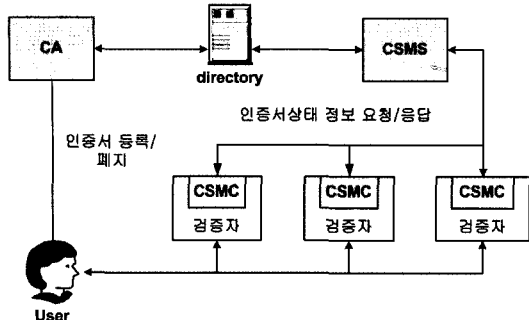 CA
directory
CSMS
인증서상태 정보 요청/응답
인증서 등록/
폐지
CSMC
검증자
CSMC
검증자
CSMC
검증자
User